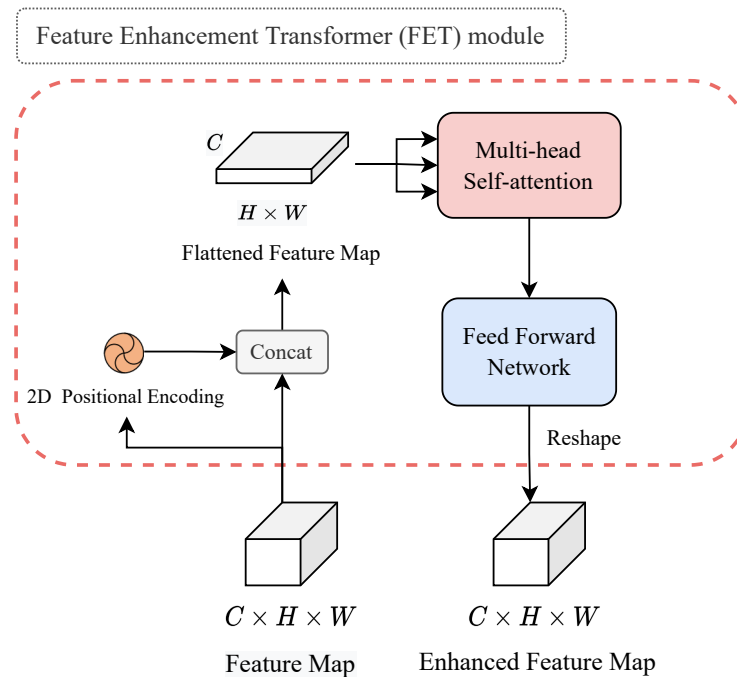 Feature Enhancement Transformer (FET) module
C
H × W
Flattened Feature Map
Multi-head
Self-attention
Concat
2D Positional Encoding
Feed Forward
Network
Reshape
C × H × W
Feature Map
C × H × W
Enhanced Feature Map